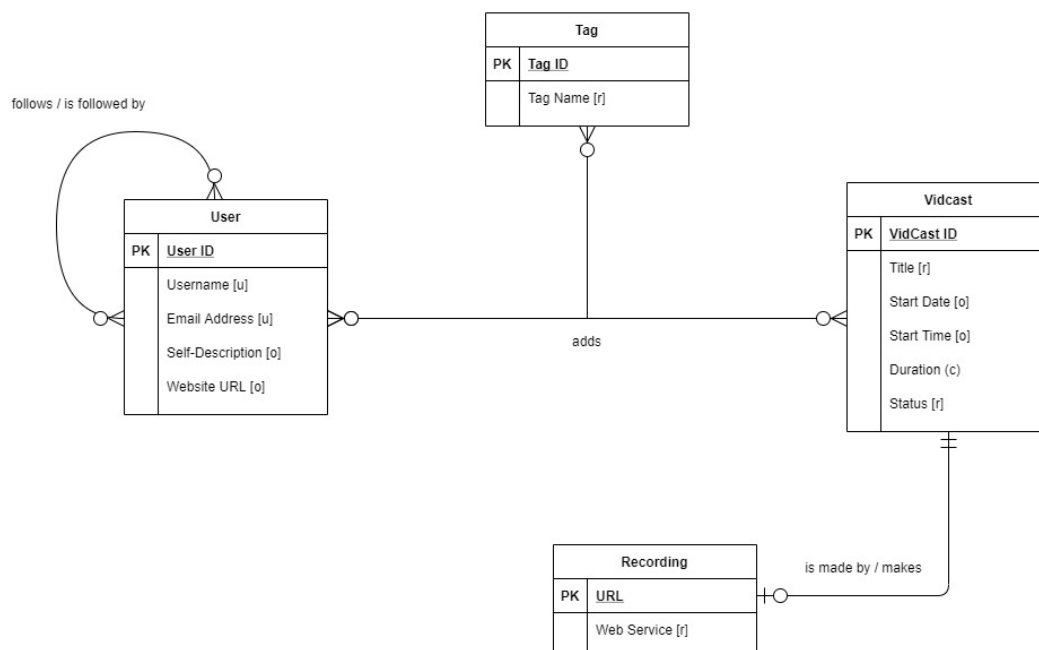 Tag
PK Tag ID
Tag Name [r]
follows / is followed by
User
PK User ID
Username [u]
Email Address [u]
Self-Description [o]
Website URL [o]
adds
Vidcast
PK VidCast ID
Title [r]
Start Date [o]
Start Time [o]
Duration (c)
Status [r]
is made by / makes
Recording
PK URL
Web Service [r]